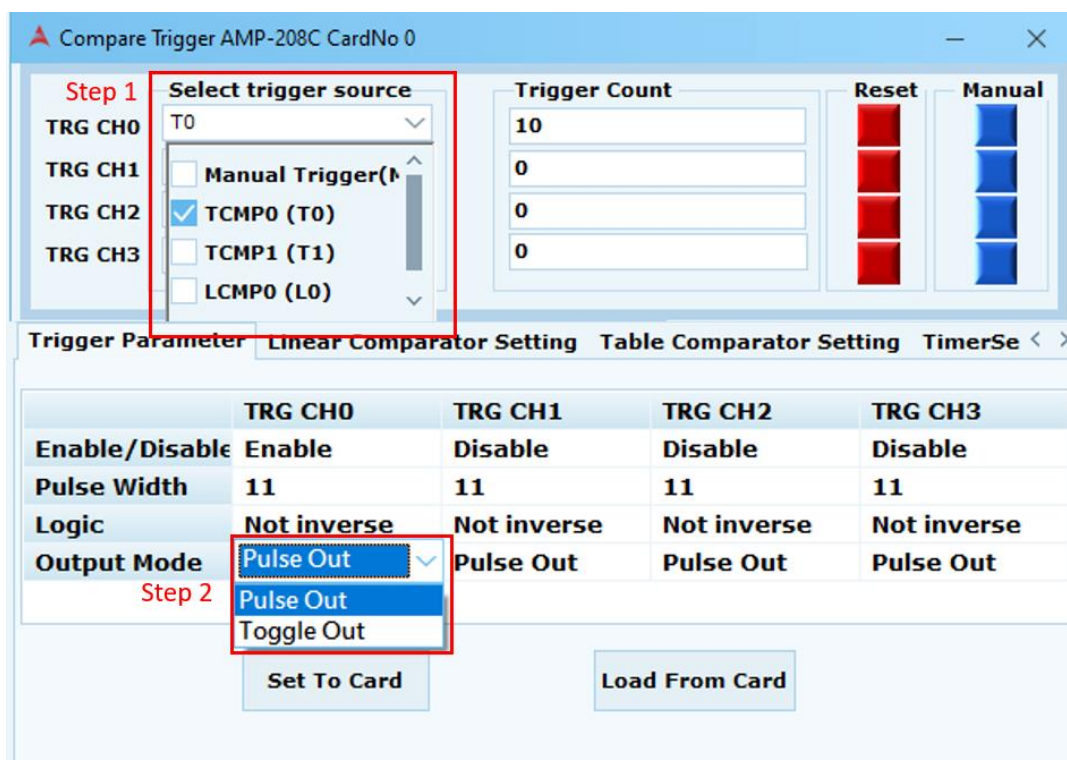 Compare Trigger AMP-208C CardNo 0
Step 1 Select trigger source Trigger Count Reset Manual
TRG CH0 T0 10
TRG CH1 Manual Trigger( 0
TRG CH2 TCMP0 (T0) 0
TRG CH3 TCMP1 (T1) 0
LCMP0 (L0)
Trigger Parameter Linear Comparator Setting Table Comparator Setting TimerSe
TRG CH0 TRG CH1 TRG CH2 TRG CH3
Enable/Disable Enable Disable Disable Disable
Pulse Width 11 11 11 11
Logic Not inverse Not inverse Not inverse Not inverse
Output Mode Pulse Out Pulse Out Pulse Out Pulse Out
Step 2 Pulse Out
Toggle Out
Set To Card Load From Card